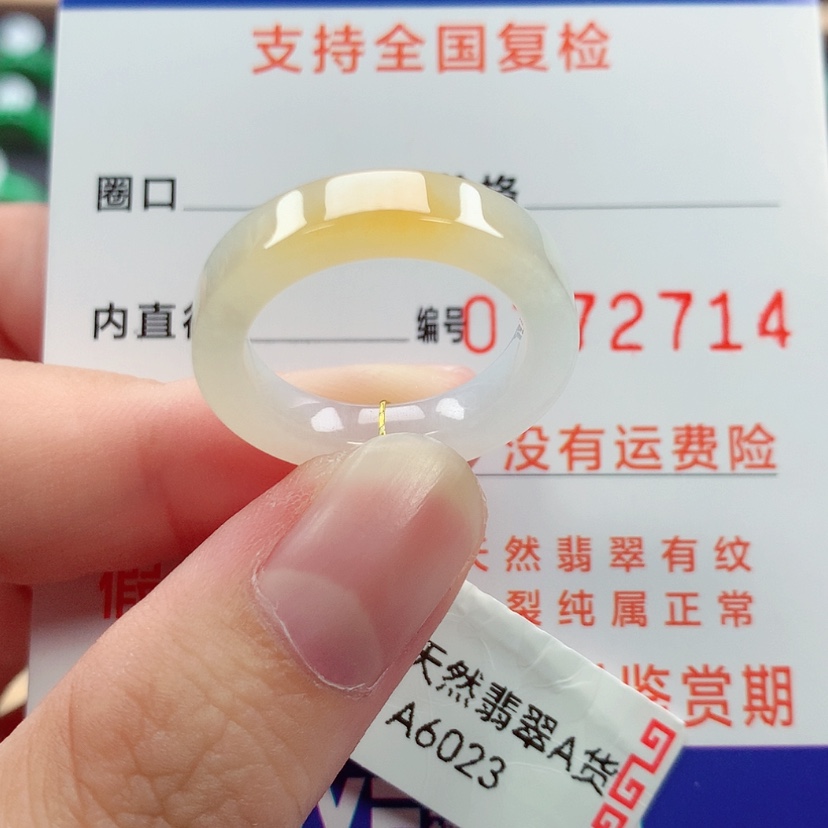 支持全国复检
圈口
内直 编号0 72714
没有运费险
然翡翠有纹
裂纯属正常
鉴赏期
天然翡翠A货
A6023